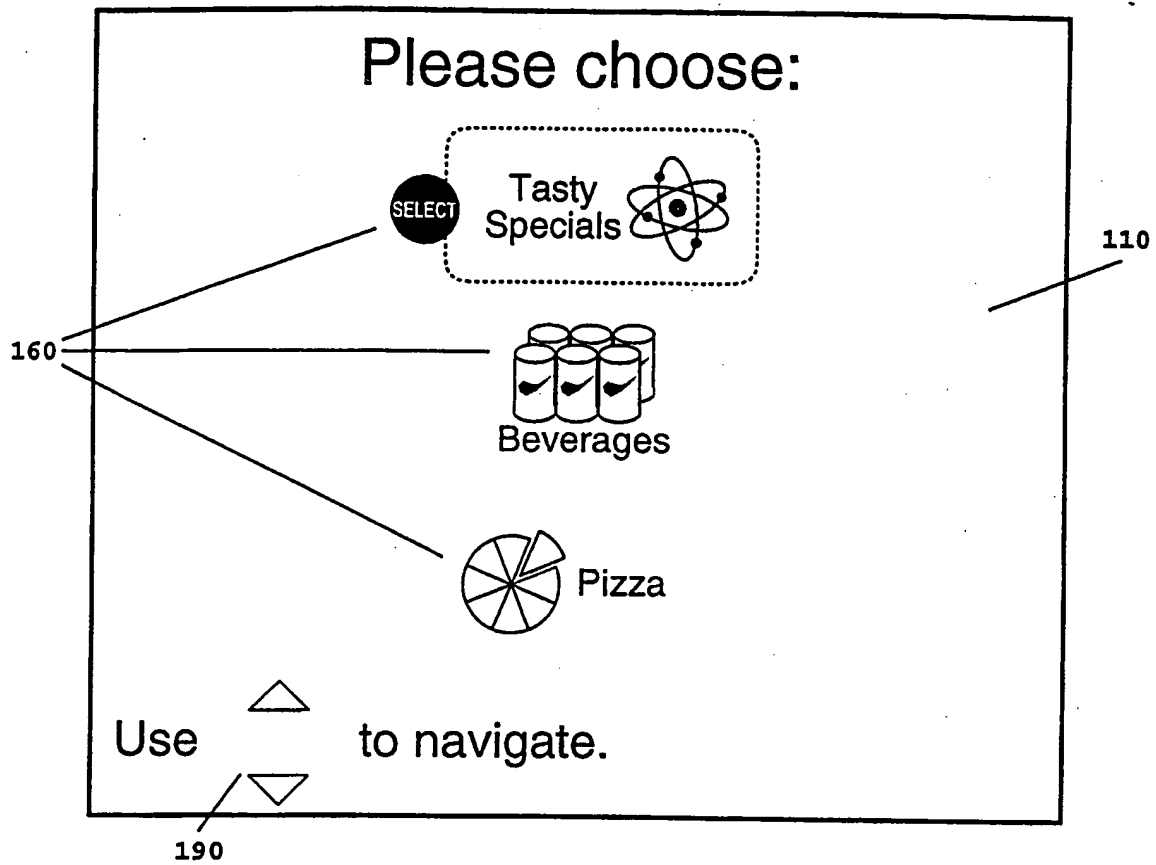 Please choose:
SELECT
Tasty
Specials
110
160
Beverages
Pizza
Use
to navigate.
190